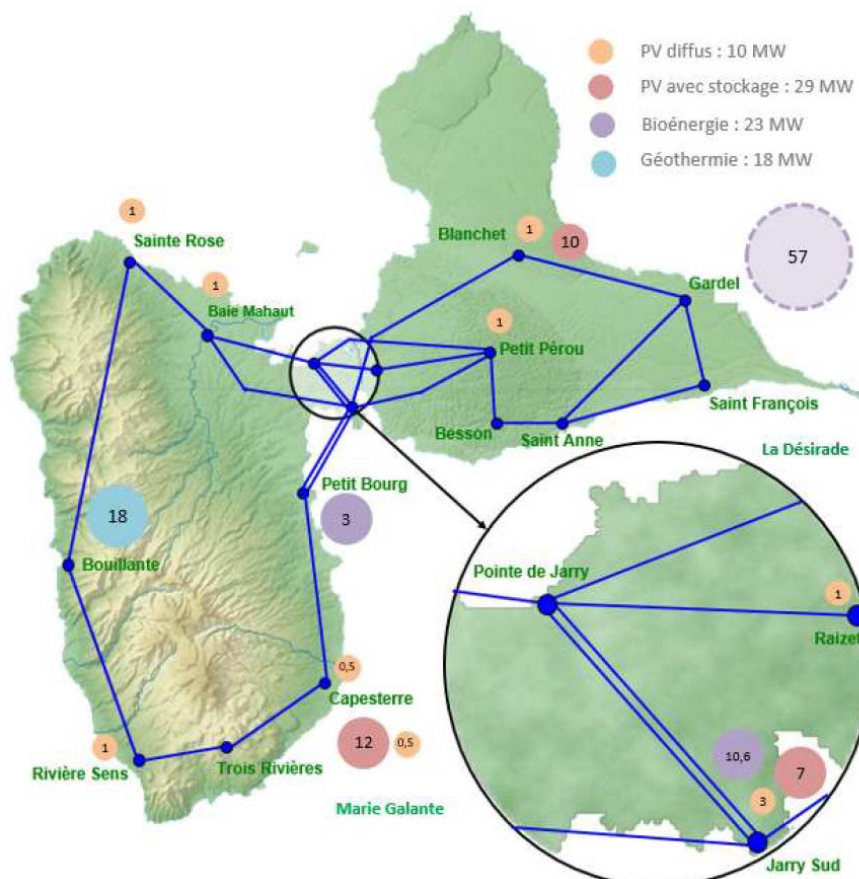 PV diffus : 10 MW
PV avec stockage : 29 MW
Bioénergie : 23 MW
Géothermie : 18 MW
1
Sainte Rose
1
Baie Mahaut
Blanchet
1
10
57
Gardel
1
Petit Pérou
Saint François
Besson
Saint Anne
La Désirade
Petit Bourg
3
18
Bouillante
Pointe de Jarry
1
Raizet
0,5
Capesterre
12
0,5
1
Rivière Sens
Trois Rivières
Marie Galante
10,6
7
3
Jarry Sud